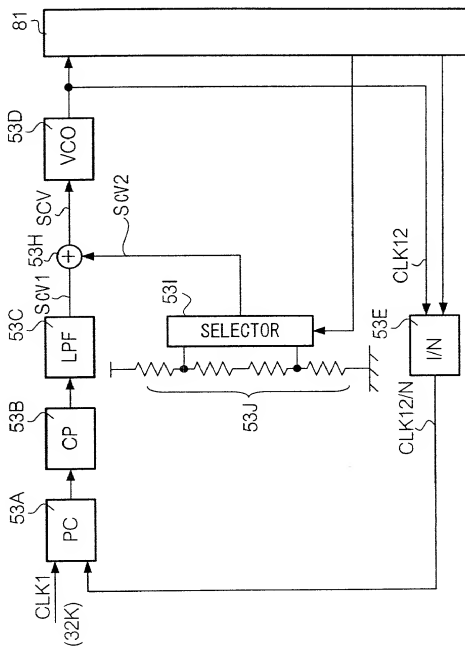 CLK1
(32K)
53A
PC
53B
CP
53C
LPF
SCV1
53H
+
SCV
53D
VCO
81
SCV2
53I
SELECTOR
53J
CLK12
53E
I/N
CLK12/N